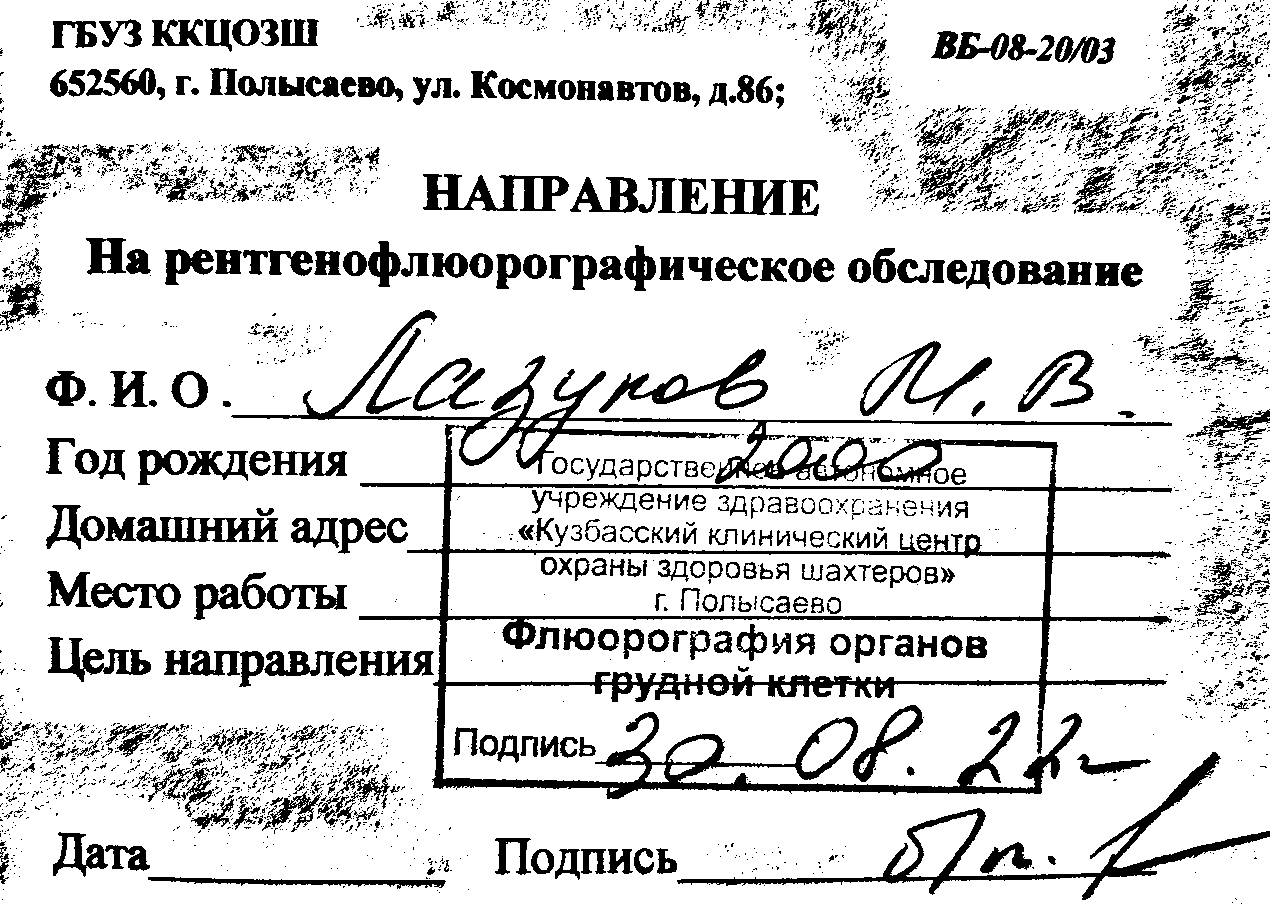 ГБУЗ ККЦОЗШ
ВБ-08-20/03
652560, г. Полысаево, ул. Космонавтов, д.86;
НАПРАВЛЕНИЕ
На рентгенофлюорографическое обследование
Ф. И. О. Лазунов М. В.
Год рождения 2000
Домашний адрес
Место работы
Цель направления
Государственное автономное
учреждение здравоохранения
«Кузбасский клинический центр
охраны здоровья шахтеров»
г. Полысаево
Флюорография органов
грудной клетки
Подпись 30. 08. 22г
Дата Подпись б/п.